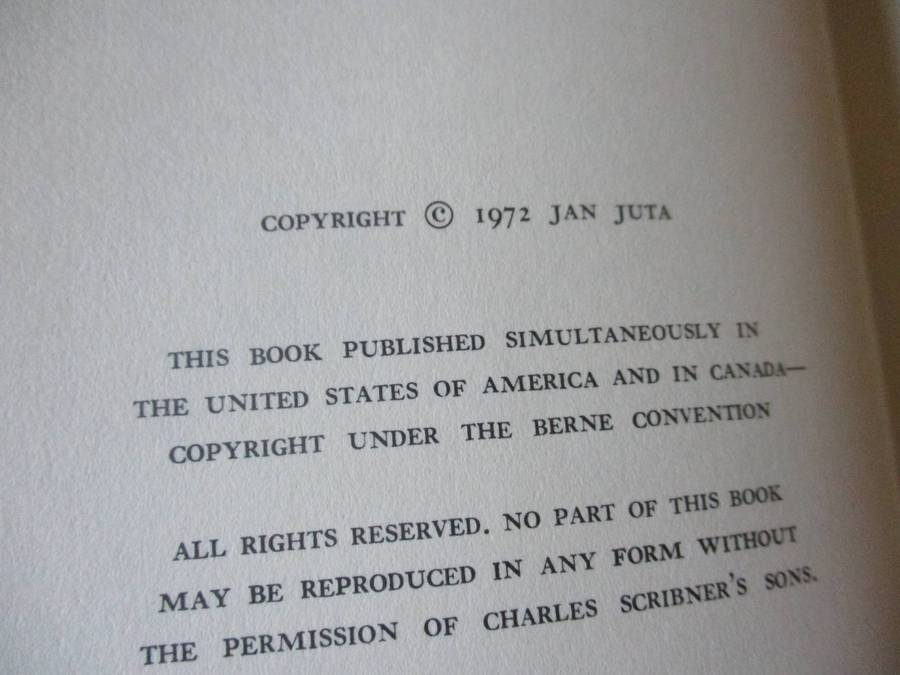 COPYRIGHT © 1972 JAN JUTA
THIS BOOK PUBLISHED SIMULTANEOUSLY IN
THE UNITED STATES OF AMERICA AND IN CANADA—
COPYRIGHT UNDER THE BERNE CONVENTION
ALL RIGHTS RESERVED. NO PART OF THIS BOOK
MAY BE REPRODUCED IN ANY FORM WITHOUT
THE PERMISSION OF CHARLES SCRIBNER'S SONS.